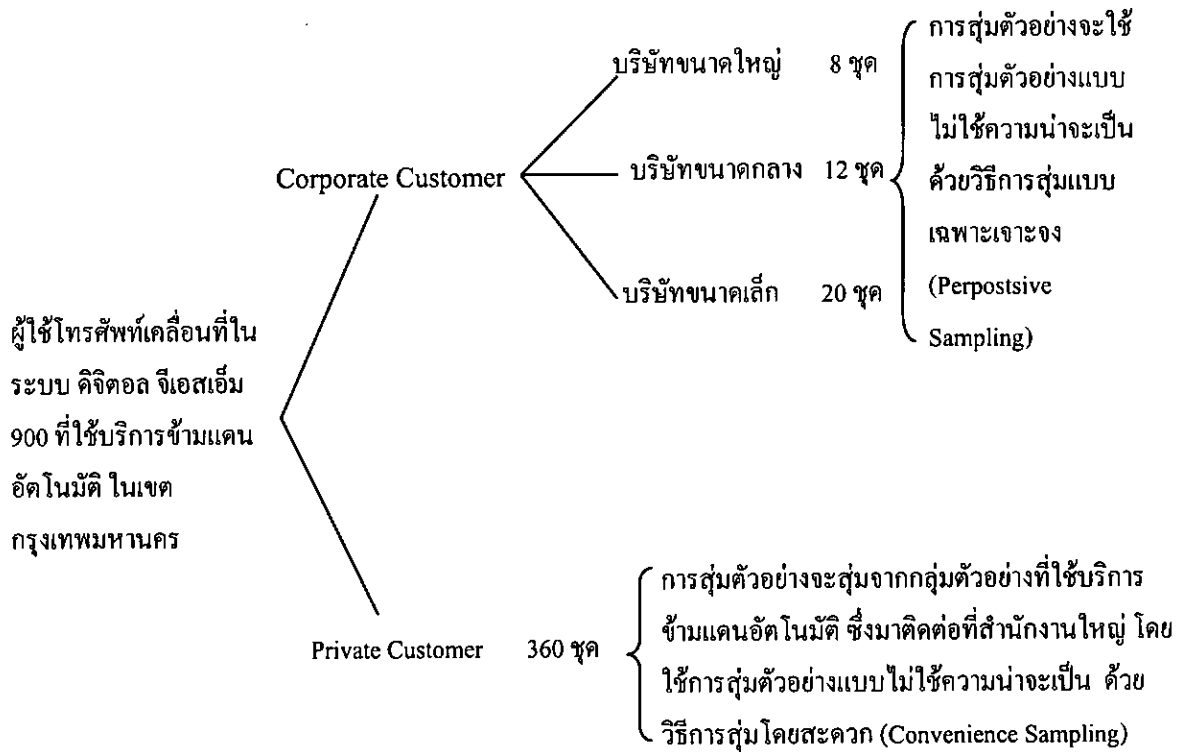 ผู้ใช้โทรศัพท์เคลื่อนที่ใน
ระบบ ดิจิตอล จีเอสเอ็ม
900 ที่ใช้บริการข้ามแดน
อัตโนมัติ ในเขต
กรุงเทพมหานคร
Corporate Customer
บริษัทขนาดใหญ่ 8 ชุด
บริษัทขนาดกลาง 12 ชุด
บริษัทขนาดเล็ก 20 ชุด
การสุ่มตัวอย่างจะใช้
การสุ่มตัวอย่างแบบ
ไม่ใช้ความน่าจะเป็น
ด้วยวิธีการสุ่มแบบ
เฉพาะเจาะจง
(Perpostsive
Sampling)
Private Customer 360 ชุด
การสุ่มตัวอย่างจะสุ่มจากกลุ่มตัวอย่างที่ใช้บริการ
ข้ามแดนอัตโนมัติ ซึ่งมาติดต่อที่สำนักงานใหญ่ โดย
ใช้การสุ่มตัวอย่างแบบไม่ใช้ความน่าจะเป็น ด้วย
วิธีการสุ่มโดยสะดวก (Convenience Sampling)